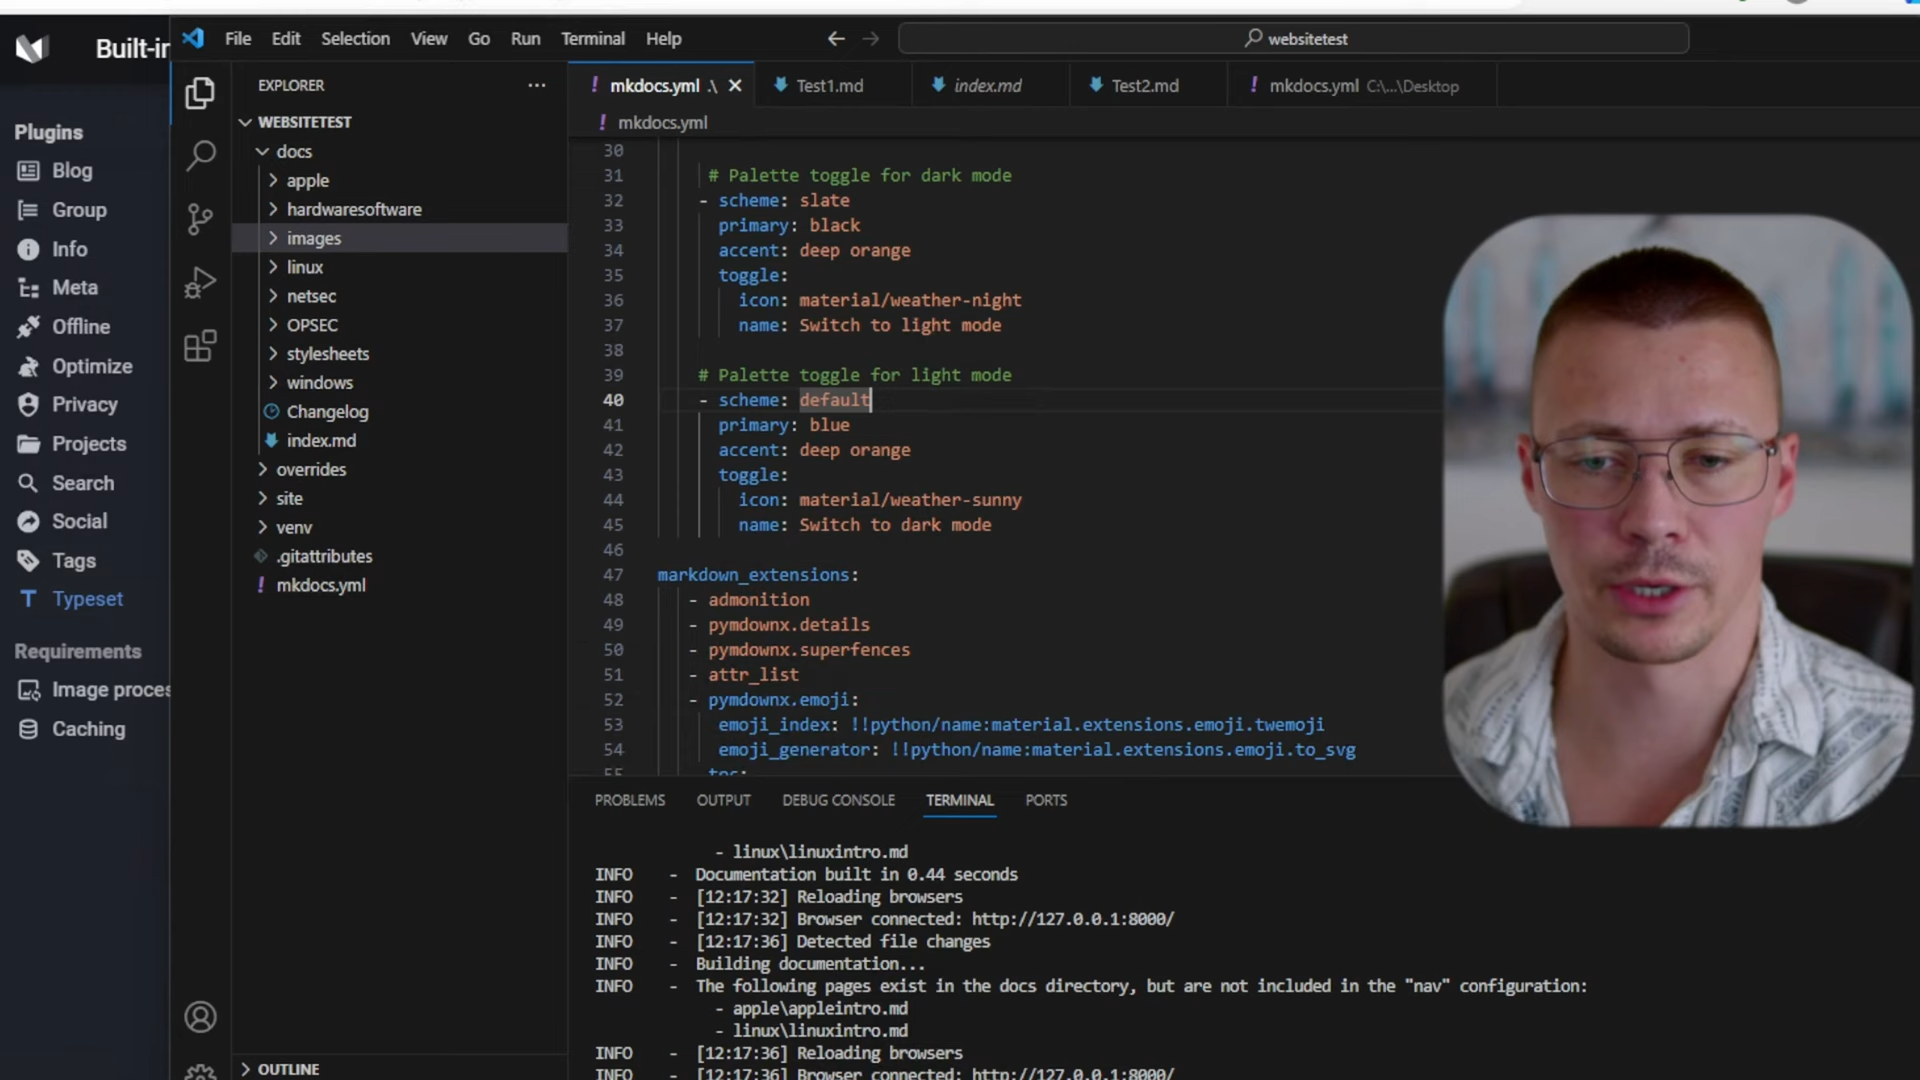 Built-in
Plugins
Blog
Group
Info
Meta
Offline
Optimize
Privacy
Projects
Search
Social
Tags
Typeset
Requirements
Image proces
Caching
File Edit Selection View Go Run Terminal Help
websitetest
EXPLORER
WEBSITETEST
docs
apple
hardwaresoftware
images
linux
netsec
OPSEC
stylesheets
windows
Changelog
index.md
overrides
site
venv
.gitattributes
! mkdocs.yml
OUTLINE
! mkdocs.yml .\ Test1.md index.md Test2.md ! mkdocs.yml C:\...\Desktop
! mkdocs.yml
30
31 # Palette toggle for dark mode
32 - scheme: slate
33 primary: black
34 accent: deep orange
35 toggle:
36 icon: material/weather-night
37 name: Switch to light mode
38
39 # Palette toggle for light mode
40 - scheme: default
41 primary: blue
42 accent: deep orange
43 toggle:
44 icon: material/weather-sunny
45 name: Switch to dark mode
46
47 markdown_extensions:
48 - admonition
49 - pymdownx.details
50 - pymdownx.superfences
51 - attr_list
52 - pymdownx.emoji:
53 emoji_index: !!python/name:material.extensions.emoji.twemoji
54 emoji_generator: !!python/name:material.extensions.emoji.to_svg
55 toc:
PROBLEMS OUTPUT DEBUG CONSOLE TERMINAL PORTS
- linux\linuxintro.md
INFO - Documentation built in 0.44 seconds
INFO - [12:17:32] Reloading browsers
INFO - [12:17:32] Browser connected: http://127.0.0.1:8000/
INFO - [12:17:36] Detected file changes
INFO - Building documentation...
INFO - The following pages exist in the docs directory, but are not included in the "nav" configuration:
- apple\appleintro.md
- linux\linuxintro.md
INFO - [12:17:36] Reloading browsers
INFO - [12:17:36] Browser connected: http://127.0.0.1:8000/